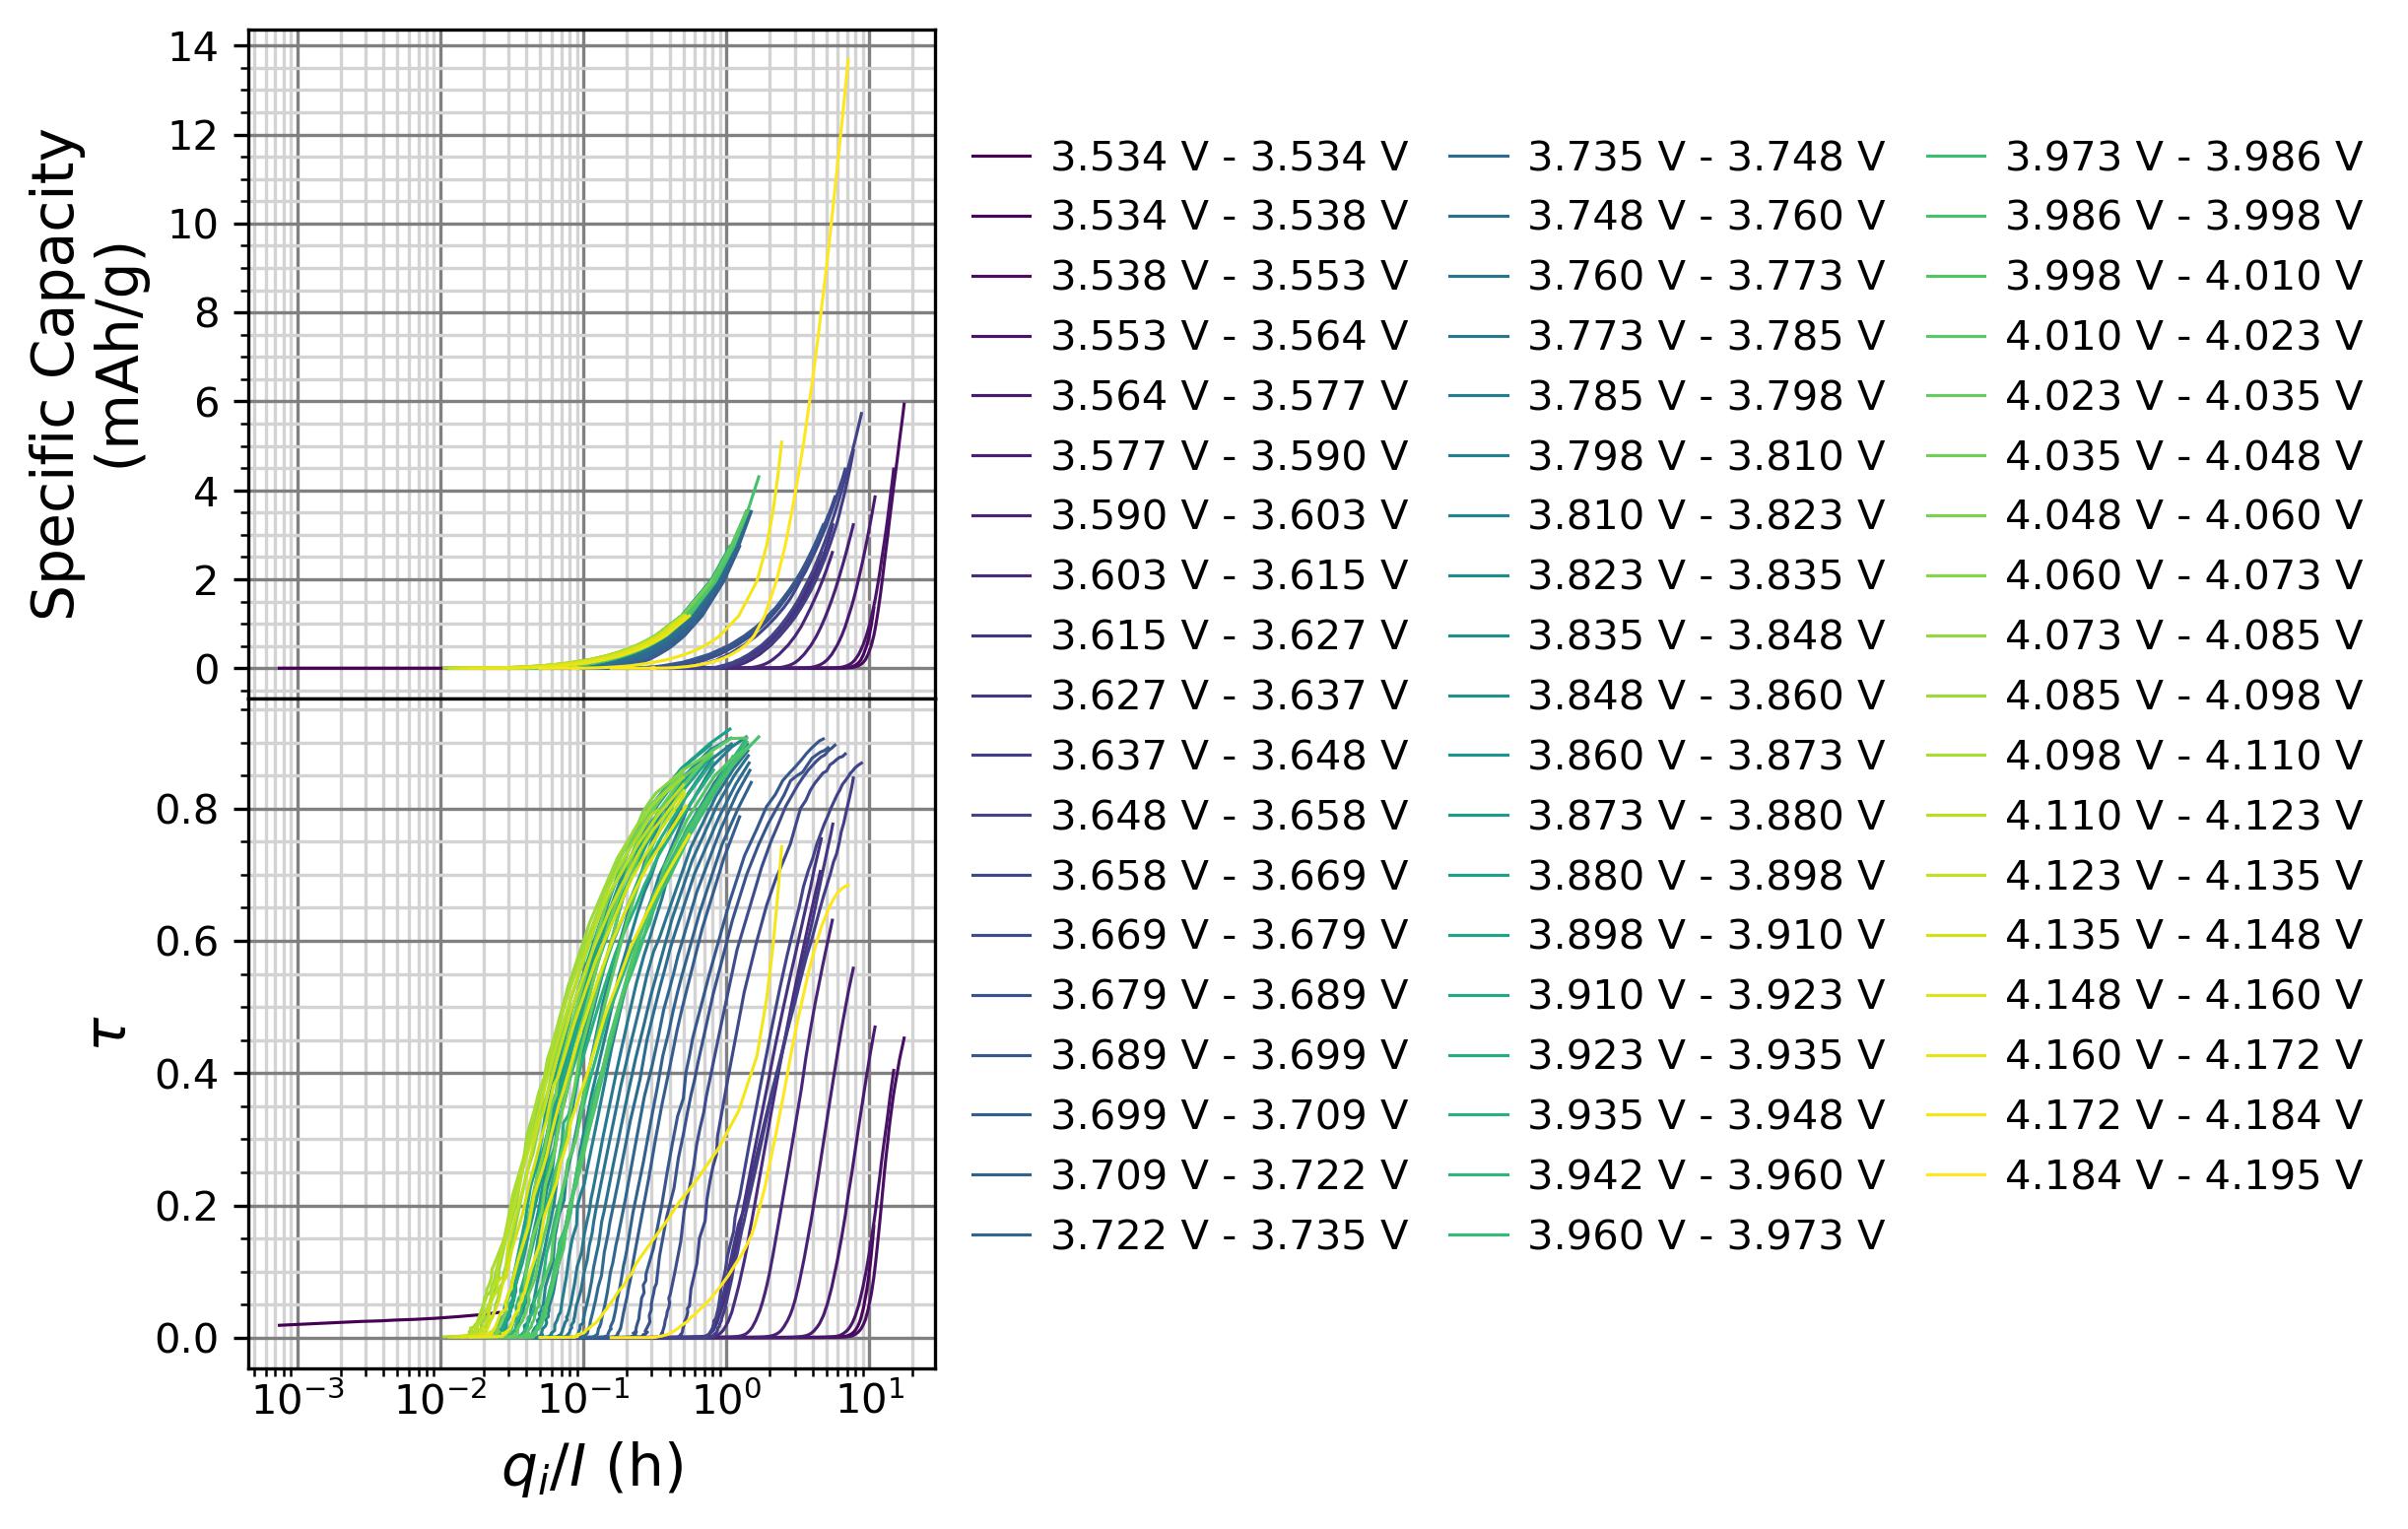 Specific Capacity
(mAh/g)
14
12
10
8
6
4
2
0
τ
0.8
0.6
0.4
0.2
0.0
10⁻³ 10⁻² 10⁻¹ 10⁰ 10¹
qᵢ/I (h)
3.534 V - 3.534 V
3.534 V - 3.538 V
3.538 V - 3.553 V
3.553 V - 3.564 V
3.564 V - 3.577 V
3.577 V - 3.590 V
3.590 V - 3.603 V
3.603 V - 3.615 V
3.615 V - 3.627 V
3.627 V - 3.637 V
3.637 V - 3.648 V
3.648 V - 3.658 V
3.658 V - 3.669 V
3.669 V - 3.679 V
3.679 V - 3.689 V
3.689 V - 3.699 V
3.699 V - 3.709 V
3.709 V - 3.722 V
3.722 V - 3.735 V
3.735 V - 3.748 V
3.748 V - 3.760 V
3.760 V - 3.773 V
3.773 V - 3.785 V
3.785 V - 3.798 V
3.798 V - 3.810 V
3.810 V - 3.823 V
3.823 V - 3.835 V
3.835 V - 3.848 V
3.848 V - 3.860 V
3.860 V - 3.873 V
3.873 V - 3.880 V
3.880 V - 3.898 V
3.898 V - 3.910 V
3.910 V - 3.923 V
3.923 V - 3.935 V
3.935 V - 3.948 V
3.942 V - 3.960 V
3.960 V - 3.973 V
3.973 V - 3.986 V
3.986 V - 3.998 V
3.998 V - 4.010 V
4.010 V - 4.023 V
4.023 V - 4.035 V
4.035 V - 4.048 V
4.048 V - 4.060 V
4.060 V - 4.073 V
4.073 V - 4.085 V
4.085 V - 4.098 V
4.098 V - 4.110 V
4.110 V - 4.123 V
4.123 V - 4.135 V
4.135 V - 4.148 V
4.148 V - 4.160 V
4.160 V - 4.172 V
4.172 V - 4.184 V
4.184 V - 4.195 V